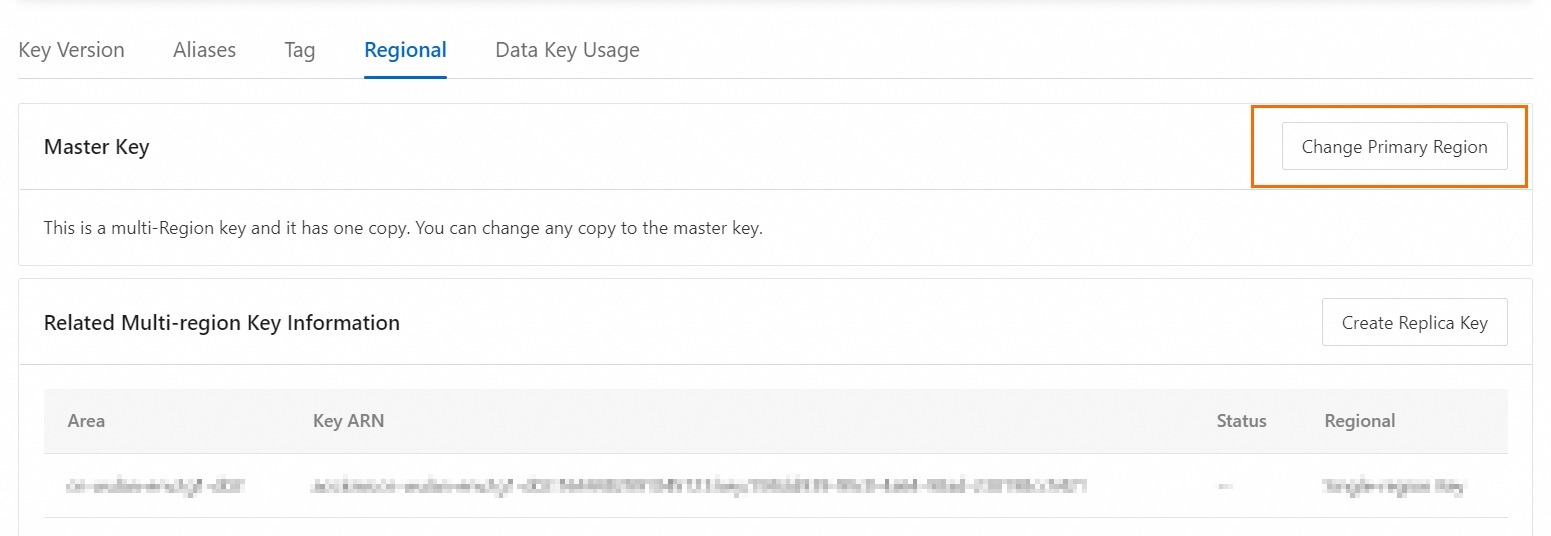 Key Version Aliases Tag Regional Data Key Usage
Master Key Change Primary Region
This is a multi-Region key and it has one copy. You can change any copy to the master key.
Related Multi-region Key Information Create Replica Key
Area Key ARN Status Regional